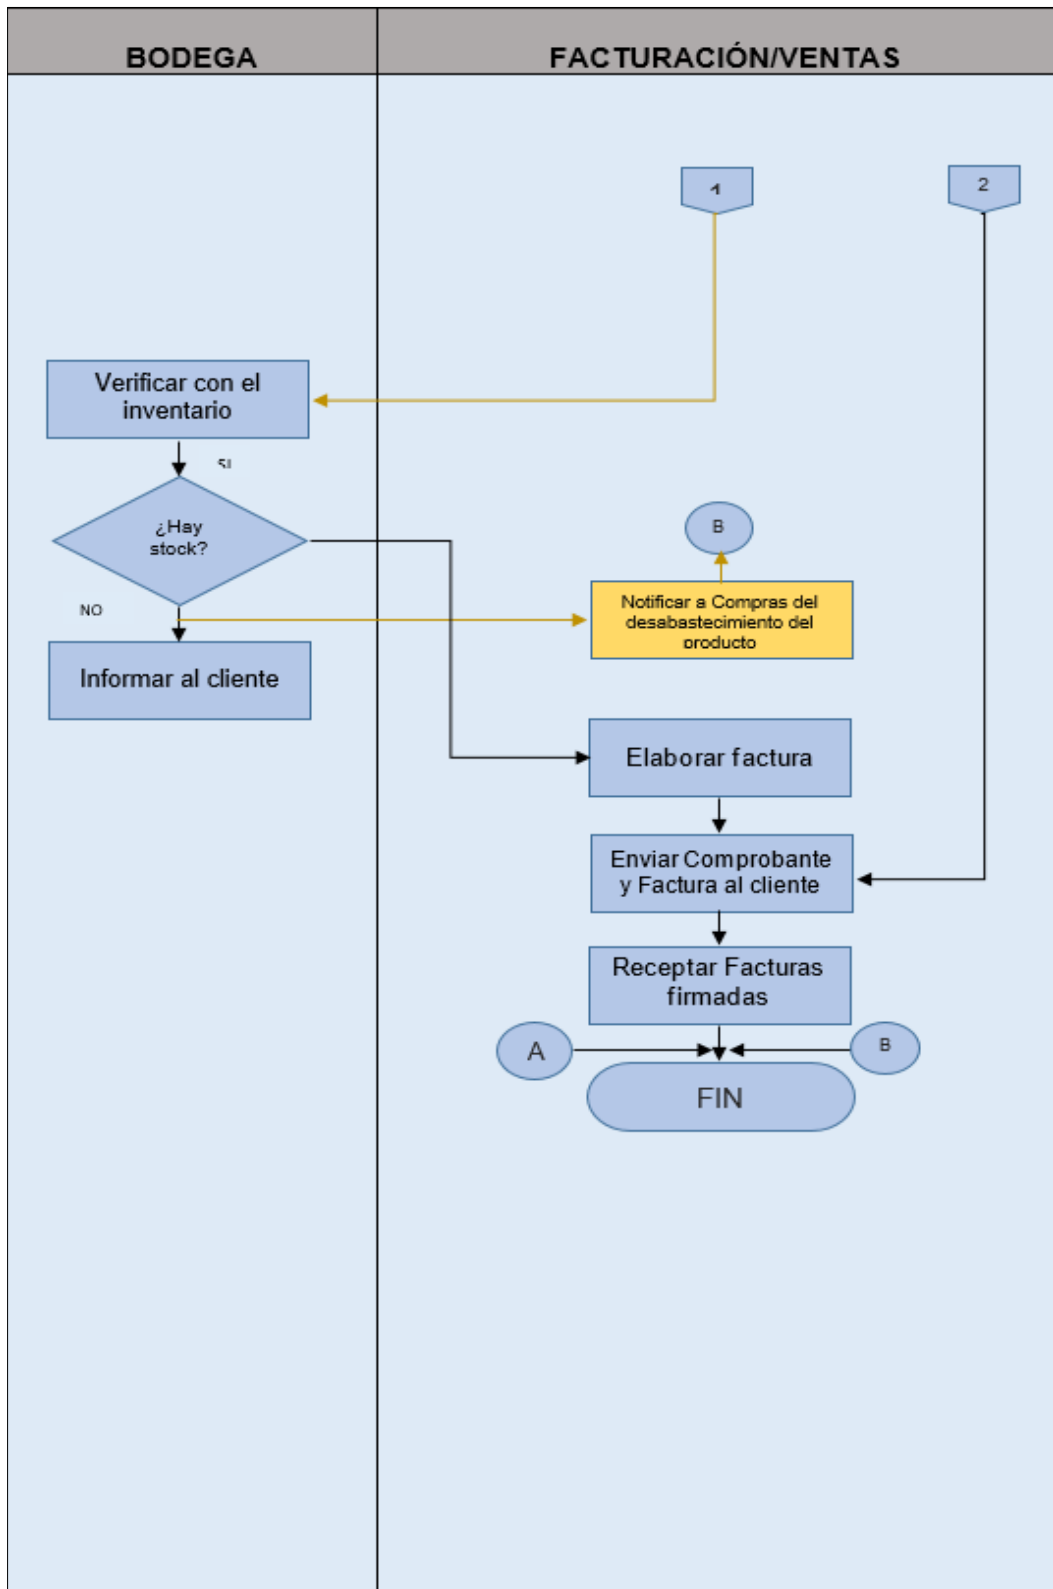 BODEGA
FACTURACIÓN/VENTAS
1
2
Verificar con el
inventario
SI
¿Hay
stock?
B
NO
Notificar a Compras del
desabastecimiento del
producto
Informar al cliente
Elaborar factura
Enviar Comprobante
y Factura al cliente
Receptar Facturas
firmadas
A
B
FIN